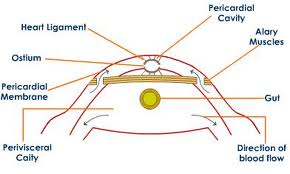 Pericardial
Cavity
Heart Ligament
Alary
Muscles
Ostium
Pericardial
Membrane
Gut
Perivisceral
Caity
Direction of
blood flow